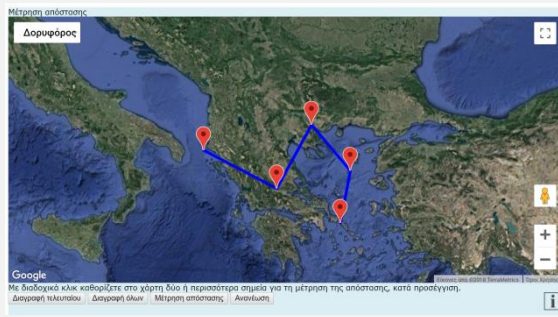 Μέτρηση απόστασης
Δορυφόρος
Google
Με διαδοχικά κλικ καθορίζετε στο χάρτη δύο ή περισσότερα σημεία για τη μέτρηση της απόστασης, κατά προσέγγιση.
Διαγραφή τελευταίου Διαγραφή όλων Μέτρηση απόστασης Ανανέωση